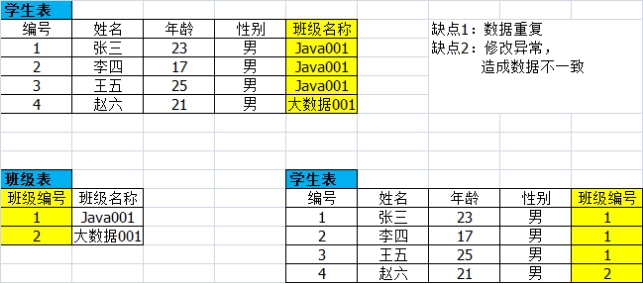 学生表
编号 姓名 年龄 性别 班级名称 缺点1：数据重复
1 张三 23 男 Java001 缺点2：修改异常，
2 李四 17 男 Java001 造成数据不一致
3 王五 25 男 Java001
4 赵六 21 男 大数据001
班级表
班级编号 班级名称
1 Java001
2 大数据001
学生表
编号 姓名 年龄 性别 班级编号
1 张三 23 男 1
2 李四 17 男 1
3 王五 25 男 1
4 赵六 21 男 2